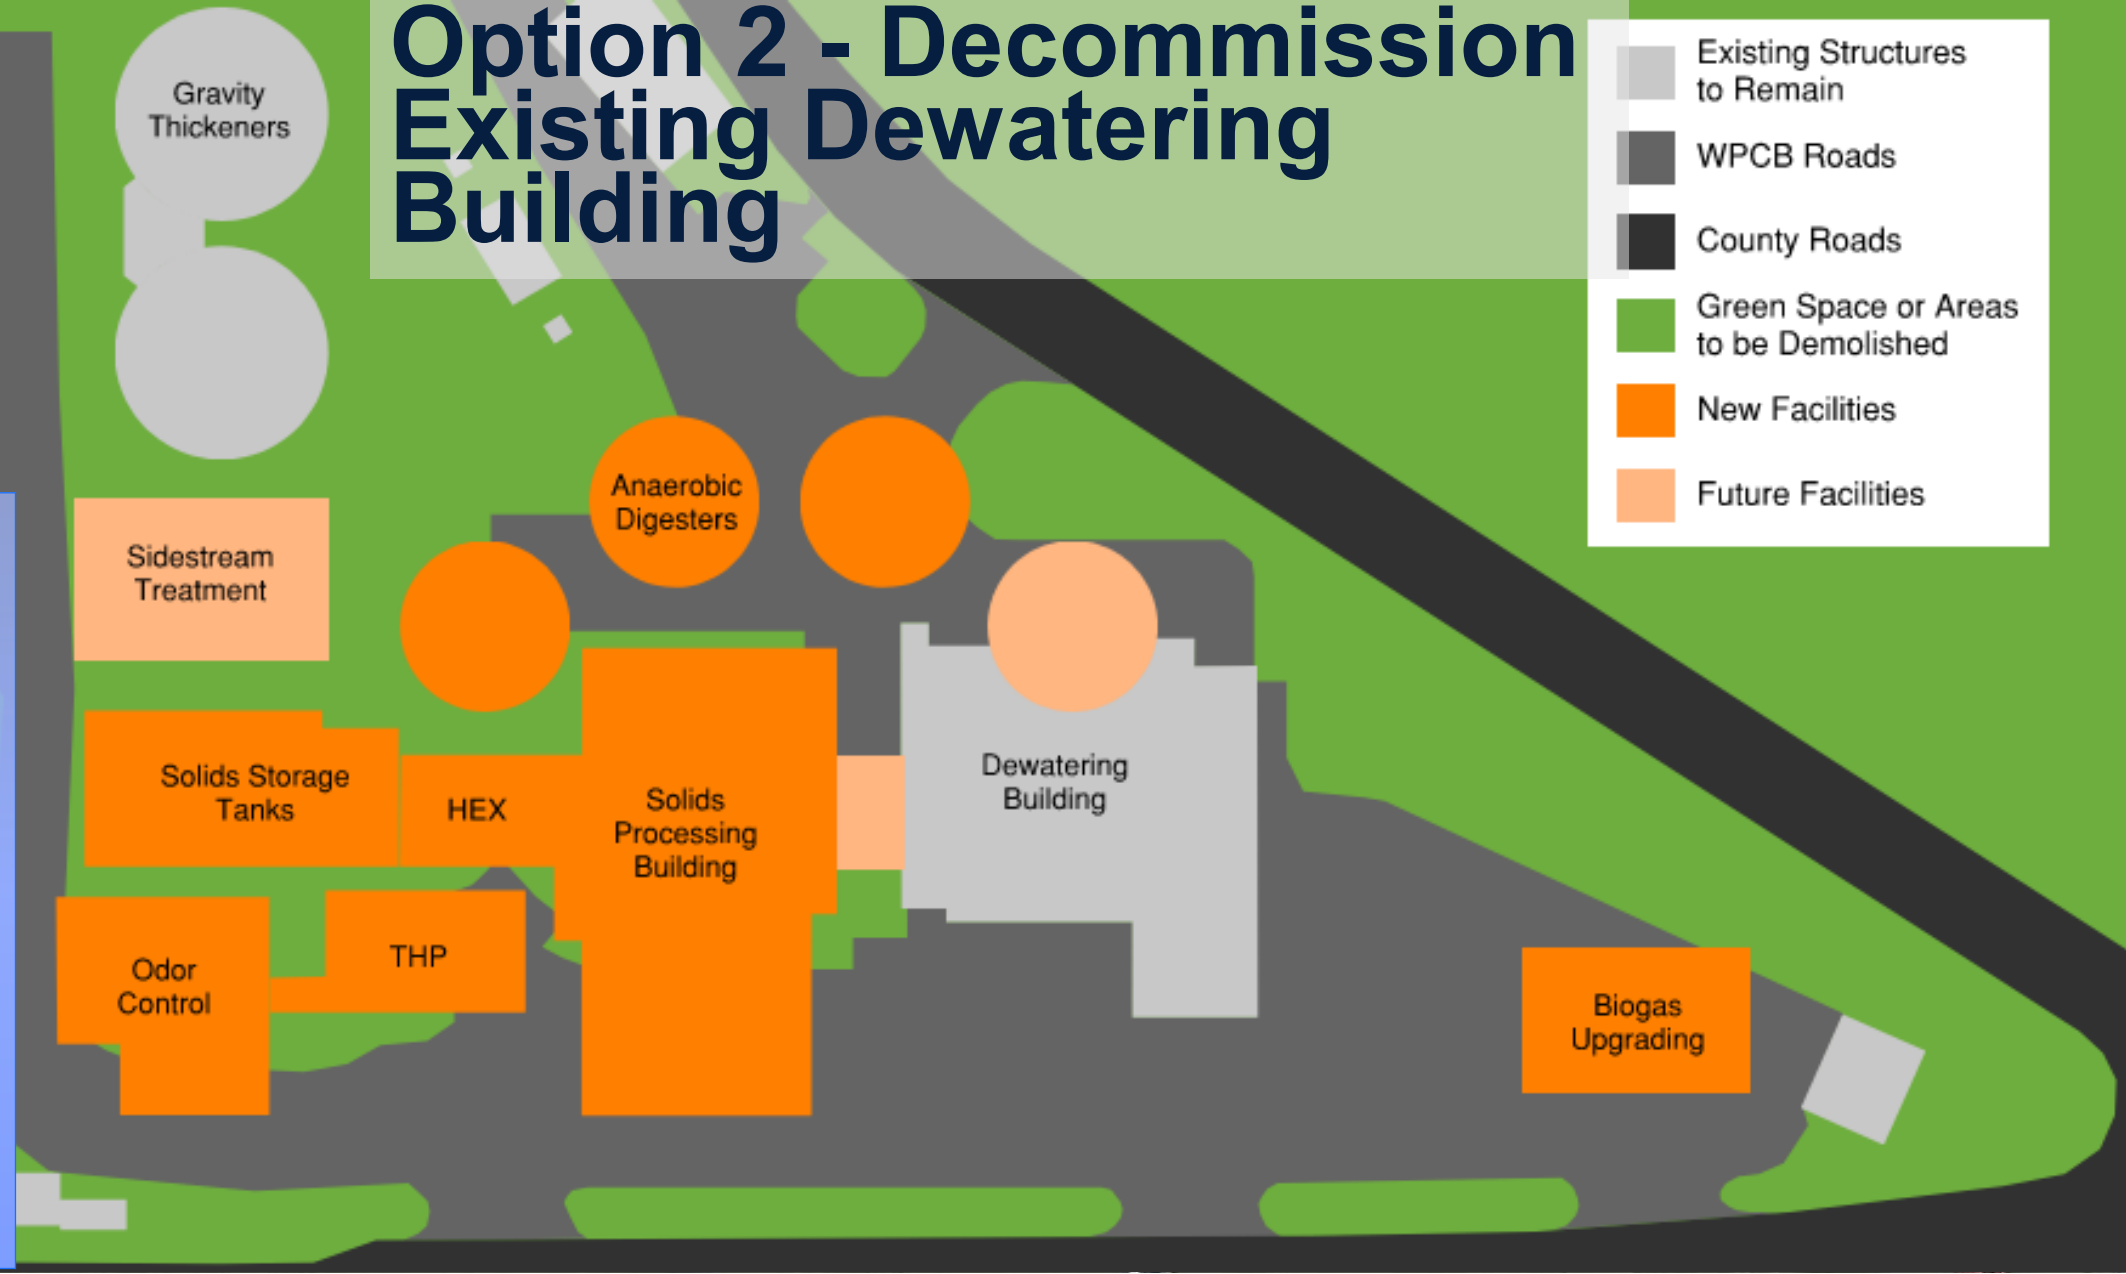 Option 2 - Decommission
Existing Dewatering
Building
Existing Structures
to Remain
WPCB Roads
County Roads
Green Space or Areas
to be Demolished
New Facilities
Future Facilities
Gravity
Thickeners
Anaerobic
Digesters
Sidestream
Treatment
Solids Storage
Tanks
HEX
Solids
Processing
Building
Dewatering
Building
Odor
Control
THP
Biogas
Upgrading